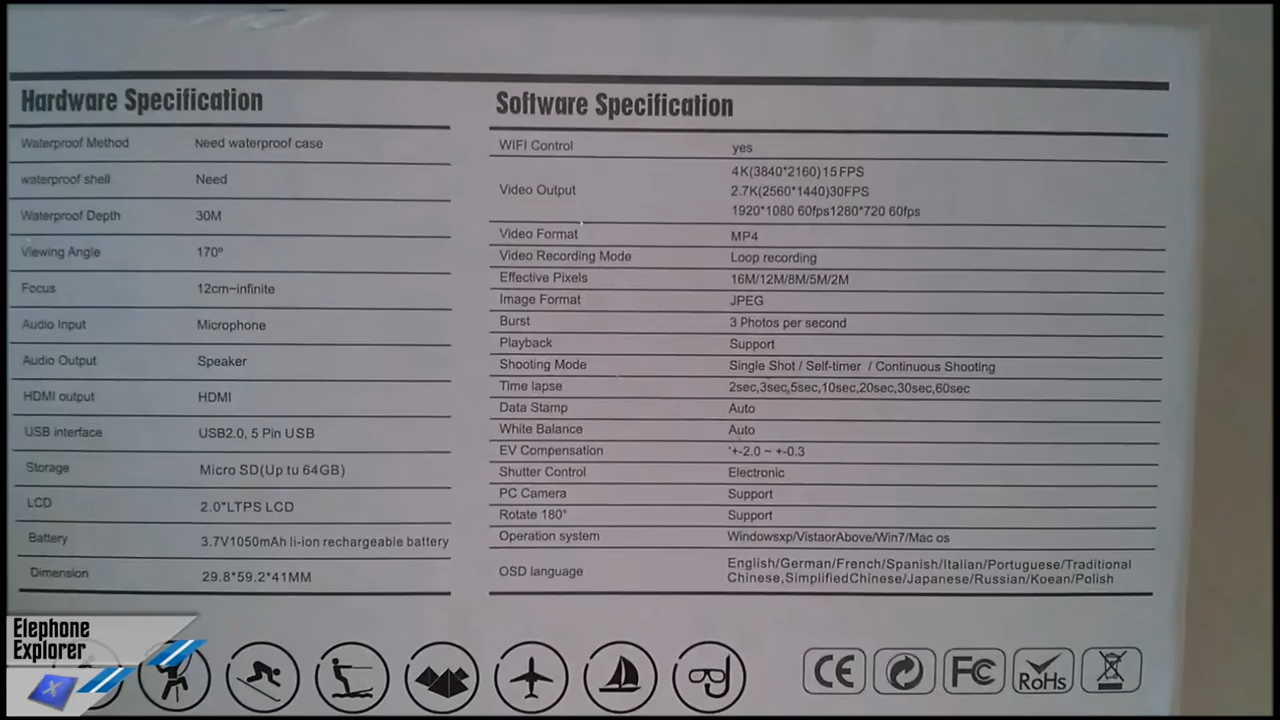 Hardware Specification
Waterproof Method Need waterproof case
waterproof shell Need
Waterproof Depth 30M
Viewing Angle 170°
Focus 12cm~infinite
Audio Input Microphone
Audio Output Speaker
HDMI output HDMI
USB interface USB2.0, 5 Pin USB
Storage Micro SD(Up tu 64GB)
LCD 2.0"LTPS LCD
Battery 3.7V1050mAh li-ion rechargeable battery
Dimension 29.8*59.2*41MM
Software Specification
WIFI Control yes
Video Output 4K(3840*2160)15FPS
2.7K(2560*1440)30FPS
1920*1080 60fps1280*720 60fps
Video Format MP4
Video Recording Mode Loop recording
Effective Pixels 16M/12M/8M/5M/2M
Image Format JPEG
Burst 3 Photos per second
Playback Support
Shooting Mode Single Shot / Self-timer / Continuous Shooting
Time lapse 2sec,3sec,5sec,10sec,20sec,30sec,60sec
Data Stamp Auto
White Balance Auto
EV Compensation '+-2.0 ~ +-0.3
Shutter Control Electronic
PC Camera Support
Rotate 180° Support
Operation system Windowsxp/VistaorAbove/Win7/Mac os
OSD language English/German/French/Spanish/Italian/Portuguese/Traditional
Chinese,SimplifiedChinese/Japanese/Russian/Koean/Polish
Elephone
Explorer
X
CE
FC
RoHs